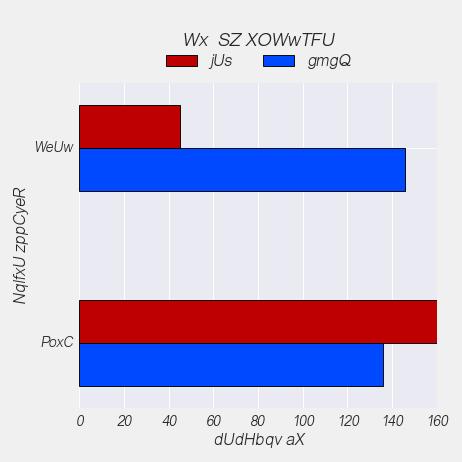 Wx  SZ XOWwTFU
jUs gmgQ
WeUw
NqlfxU zppCyeR
PoxC
0 20 40 60 80 100 120 140 160
dUdHbqv aX